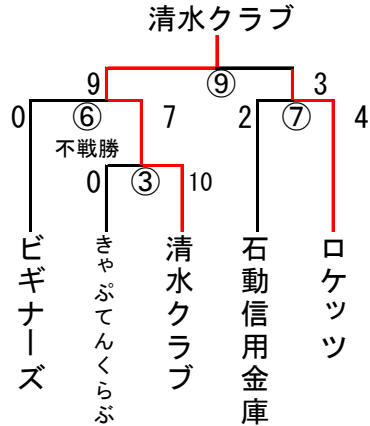 清水クラブ
9 ⑨ 3
0 ⑥ 7 2 ⑦ 4
不戦勝
0 ③ 10
ビギナーズ
きゃぷてんくらぶ
清水クラブ
石動信用金庫
ロケッツ